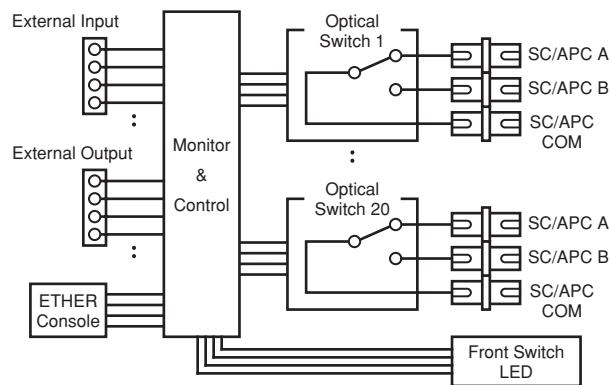 External Input
External Output
ETHER
Console
Monitor
&
Control
Optical
Switch 1
SC/APC A
SC/APC B
SC/APC
COM
Optical
Switch 20
SC/APC A
SC/APC B
SC/APC
COM
Front Switch
LED